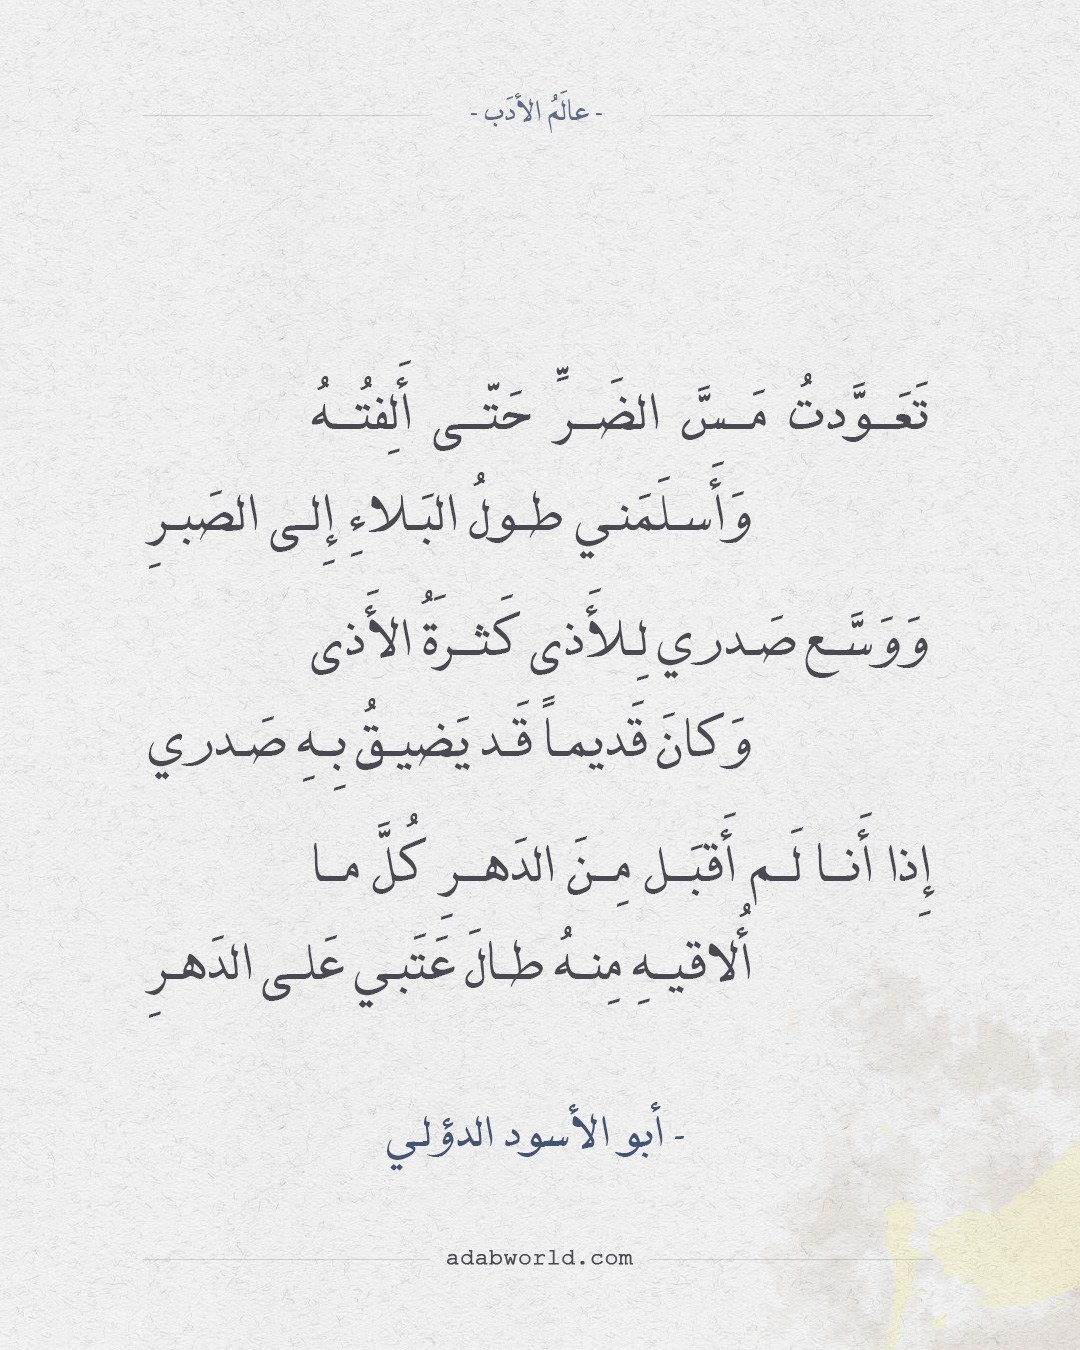 - عالَمُ الأدَب -
تَعَوَّدتُ مَسَّ الضَرِّ حَتّى أَلِفتُهُ
وَأَسلَمَني طولُ البَلاءِ إِلى الصَبرِ
وَوَسَّع صَدري لِلأَذى كَثرَةُ الأَذى
وَكانَ قَديماً قَد يَضيقُ بِهِ صَدري
إِذا أَنا لَم أَقبَل مِنَ الدَهرِ كُلَّ ما
أُلاقيهِ مِنهُ طالَ عَتَبي عَلى الدَهرِ
- أبو الأسود الدؤلي
adabworld.com